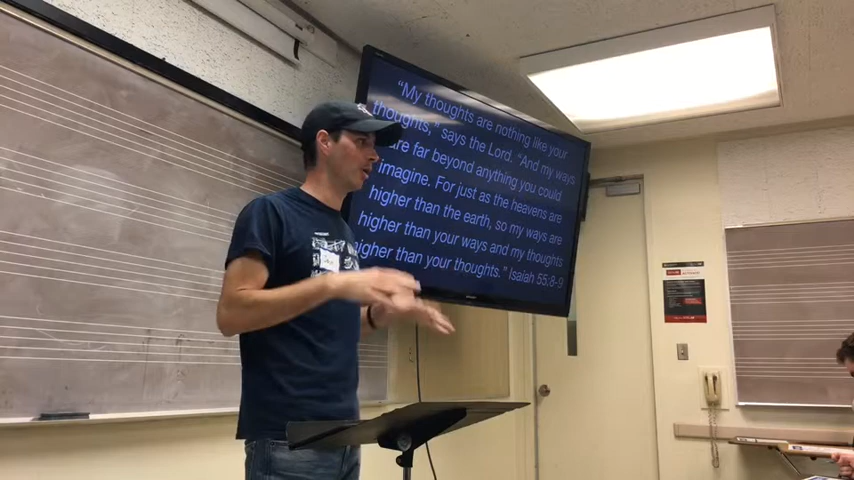 "My thoughts are nothing like your
thoughts," says the Lord. "And my ways
are far beyond anything you could
imagine. For just as the heavens are
higher than the earth, so my ways are
higher than your ways and my thoughts
higher than your thoughts." Isaiah 55:8-9